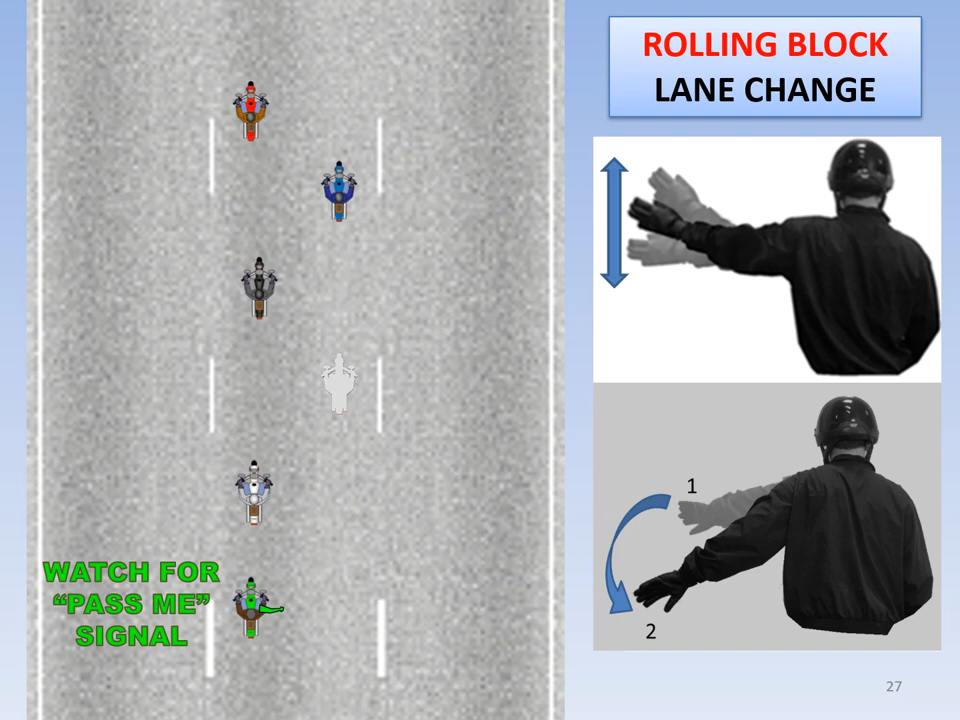 ROLLING BLOCK
LANE CHANGE
1
2
WATCH FOR
“PASS ME”
SIGNAL
27